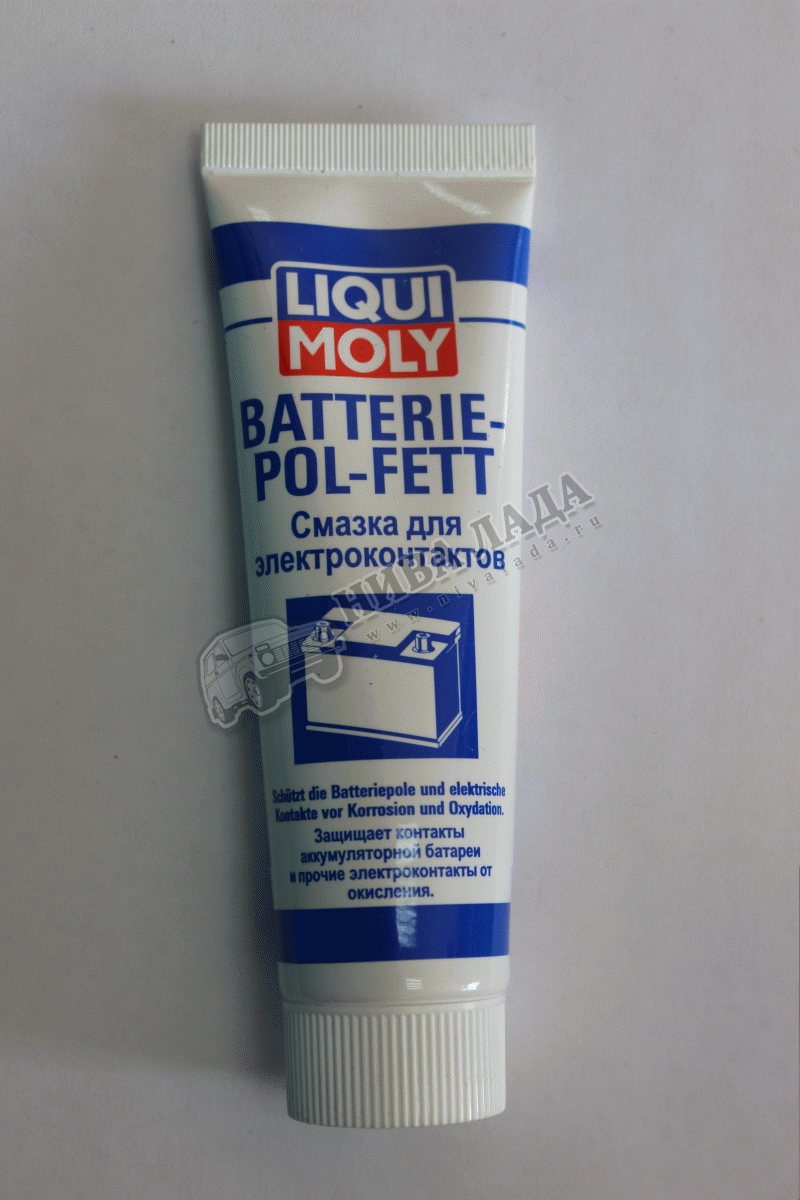 LIQUI
MOLY
BATTERIE-
POL-FETT
Смазка для
электроконтактов
НИВА ЛАДА
www.nivalada.ru
Schützt die Batteriepole und elektrische
Kontakte vor Korrosion und Oxydation.
Защищает контакты
аккумуляторной батареи
и прочие электроконтакты от
окисления.